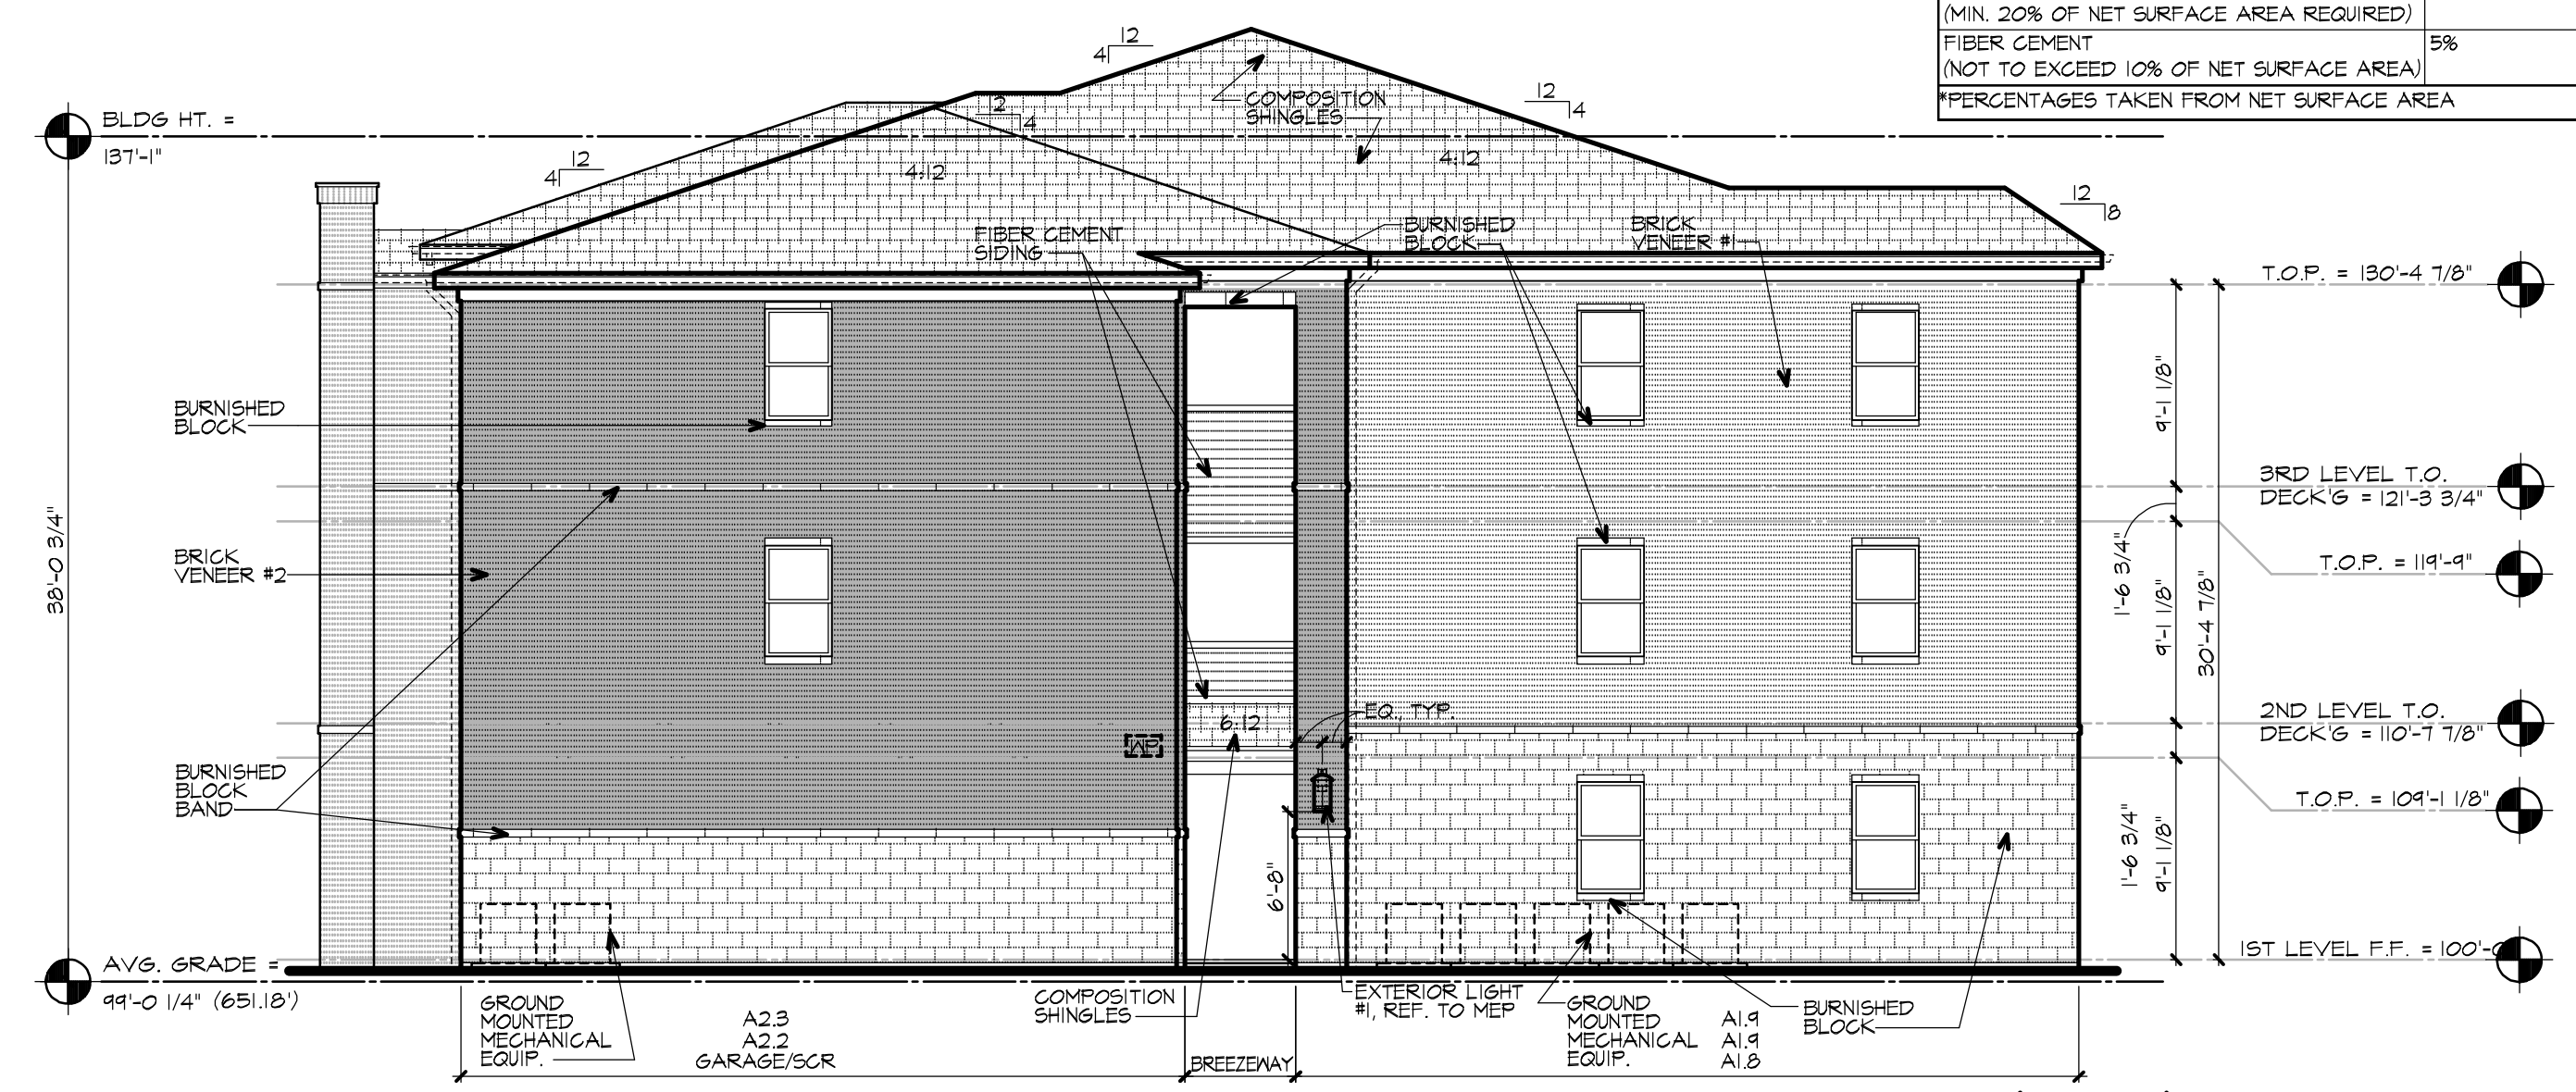 (MIN. 20% OF NET SURFACE AREA REQUIRED)
FIBER CEMENT
5%
(NOT TO EXCEED 10% OF NET SURFACE AREA)
*PERCENTAGES TAKEN FROM NET SURFACE AREA
12
4
COMPOSITION
SHINGLES
12
4
12
4
BLDG HT. =
137'-1"
12
4
4:12
4:12
12
8
FIBER CEMENT
SIDING
BURNISHED
BLOCK
BRICK
VENEER #1
T.O.P. = 130'-4 7/8"
9'-1 1/8"
BURNISHED
BLOCK
3RD LEVEL T.O.
DECK'G = 121'-3 3/4"
38'-0 3/4"
BRICK
VENEER #2
1'-6 3/4"
9'-1 1/8"
30'-4 7/8"
T.O.P. = 119'-9"
6:12
EQ., TYP.
WP
2ND LEVEL T.O.
DECK'G = 110'-7 7/8"
BURNISHED
BLOCK
BAND
T.O.P. = 109'-1 1/8"
1'-6 3/4"
9'-1 1/8"
6'-8"
AVG. GRADE =
99'-0 1/4" (651.18')
1ST LEVEL F.F. = 100'-0
GROUND
MOUNTED
MECHANICAL
EQUIP.
A2.3
A2.2
GARAGE/SCR
COMPOSITION
SHINGLES
BREEZEWAY
EXTERIOR LIGHT
#1, REF. TO MEP
GROUND
MOUNTED
MECHANICAL
EQUIP.
A1.9
A1.9
A1.8
BURNISHED
BLOCK